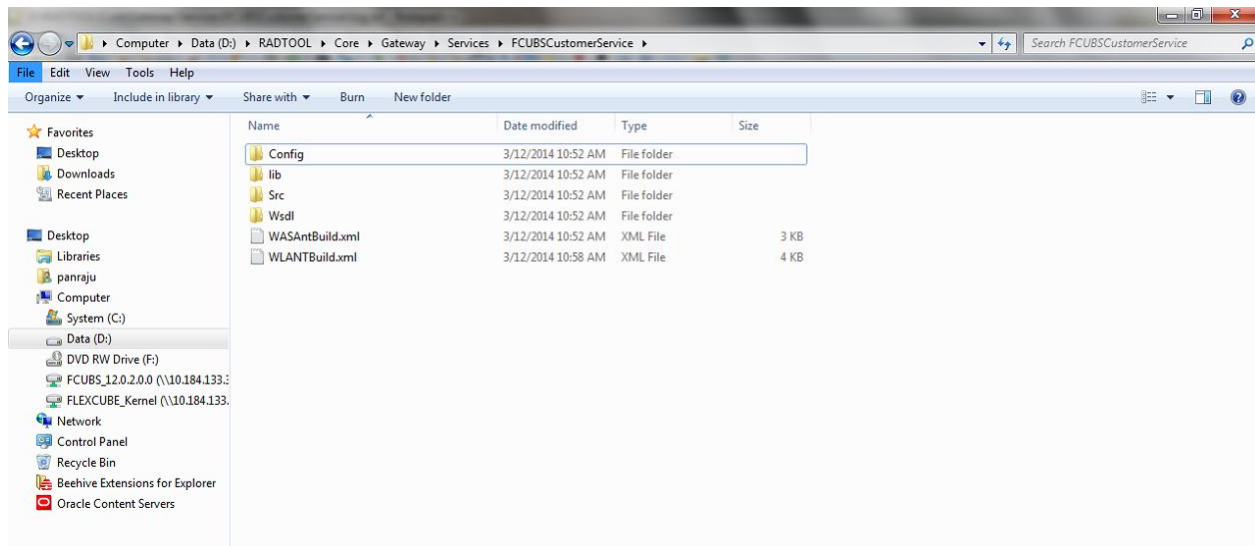 Computer ▸ Data (D:) ▸ RADTOOL ▸ Core ▸ Gateway ▸ Services ▸ FCUBSCustomerService ▸
Search FCUBSCustomerService
File Edit View Tools Help
Organize Include in library Share with Burn New folder
Name Date modified Type Size
Favorites
Desktop
Downloads
Recent Places
Desktop
Libraries
panraju
Computer
System (C:)
Data (D:)
DVD RW Drive (F:)
FCUBS_12.0.2.0.0 (\\10.184.133.3
FLEXCUBE_Kernel (\\10.184.133.
Network
Control Panel
Recycle Bin
Beehive Extensions for Explorer
Oracle Content Servers
Config 3/12/2014 10:52 AM File folder
lib 3/12/2014 10:52 AM File folder
Src 3/12/2014 10:52 AM File folder
Wsdl 3/12/2014 10:52 AM File folder
WASAntBuild.xml 3/12/2014 10:52 AM XML File 3 KB
WLANTBuild.xml 3/12/2014 10:58 AM XML File 4 KB